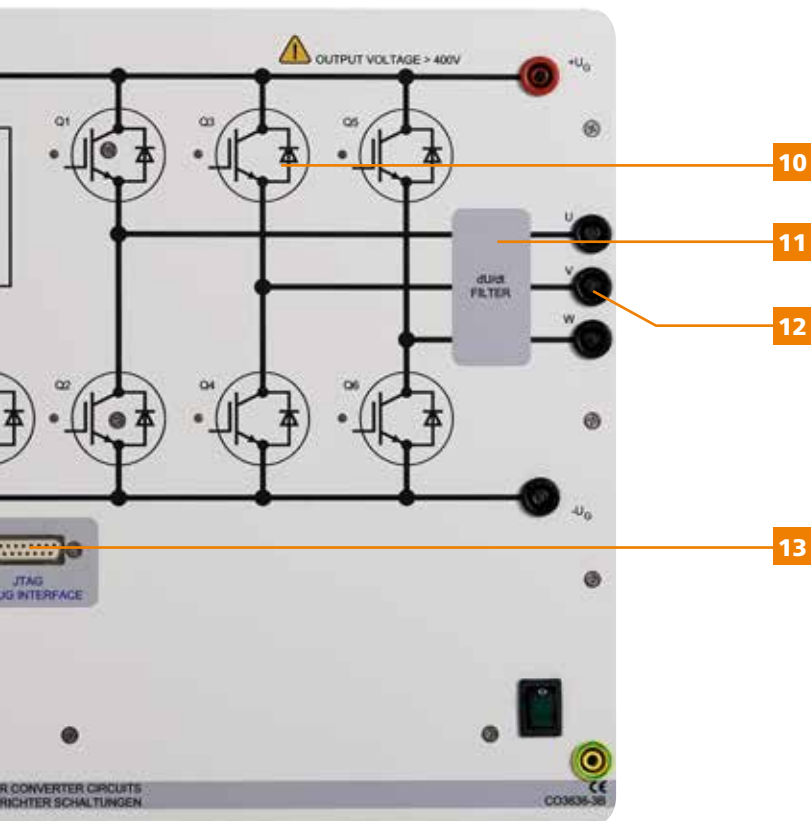 OUTPUT VOLTAGE > 400V
+UG
Q1
Q3
Q5
10
U
11
dU/dt
FILTER
V
12
W
Q2
Q4
Q6
-UG
13
JTAG
UG INTERFACE
R CONVERTER CIRCUITS
RICHTER SCHALTUNGEN
CE
CO3636-3B